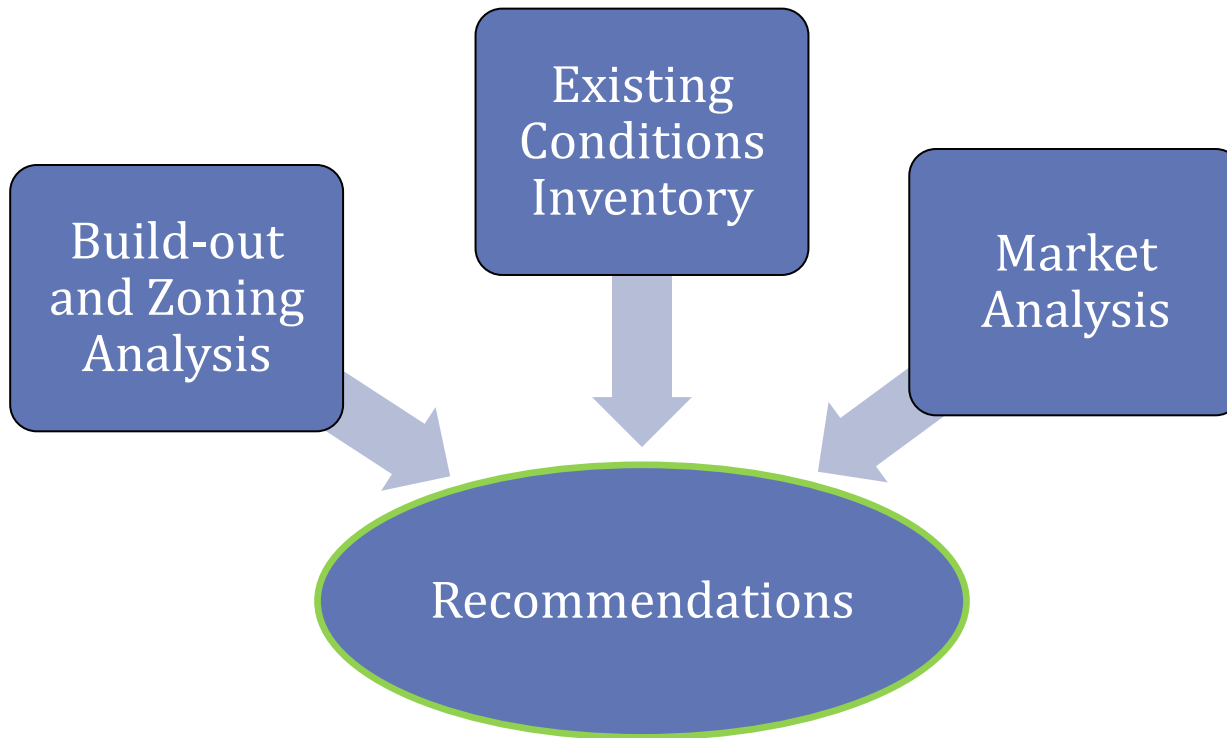 Build-out
and Zoning
Analysis
Existing
Conditions
Inventory
Market
Analysis
Recommendations